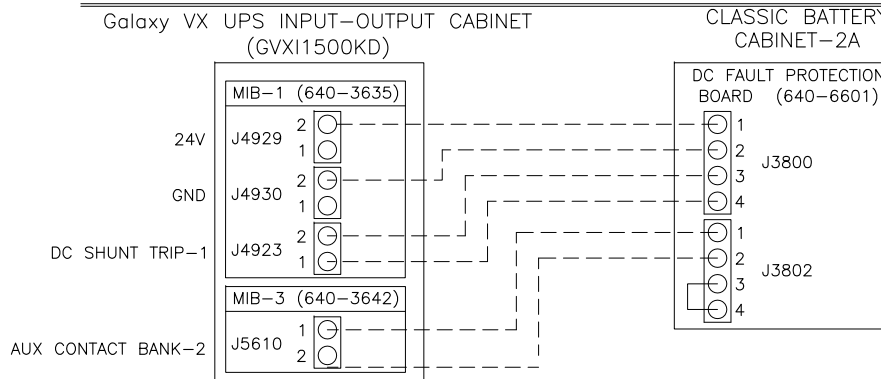 Galaxy VX UPS INPUT-OUTPUT CABINET
(GVXI1500KD)
CLASSIC BATTERY
CABINET-2A
MIB-1 (640-3635)
24V
J4929
2
1
GND
J4930
2
1
DC SHUNT TRIP-1
J4923
2
1
MIB-3 (640-3642)
AUX CONTACT BANK-2
J5610
1
2
DC FAULT PROTECTION
BOARD (640-6601)
1
2
3
4
J3800
1
2
3
4
J3802